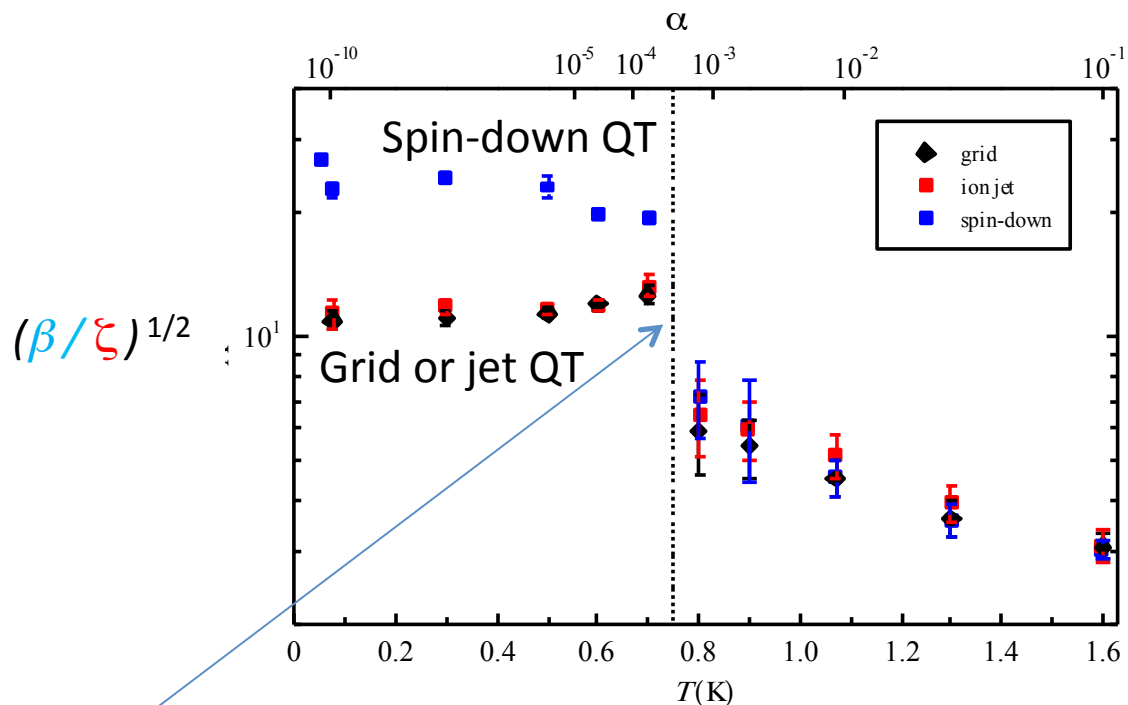 α
10⁻¹⁰ 10⁻⁵ 10⁻⁴ 10⁻³ 10⁻² 10⁻¹
Spin-down QT
grid
ion jet
spin-down
(β/ζ)¹/²
10¹
Grid or jet QT
0 0.2 0.4 0.6 0.8 1.0 1.2 1.4 1.6
T(K)